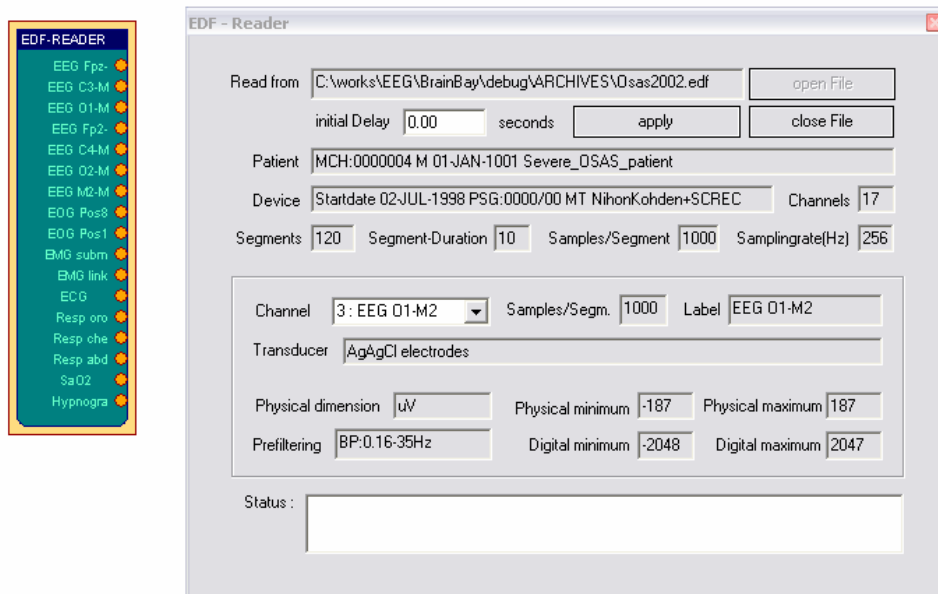 EDF-READER
EEG Fpz-
EEG C3-M
EEG O1-M
EEG Fp2-
EEG C4-M
EEG O2-M
EEG M2-M
EOG Pos8
EOG Pos1
EMG subm
EMG link
ECG
Resp oro
Resp che
Resp abd
SaO2
Hypnogra
EDF - Reader
Read from C:\works\EEG\BrainBay\debug\ARCHIVES\Osas2002.edf open File
initial Delay 0.00 seconds apply close File
Patient MCH:0000004 M 01-JAN-1001 Severe_OSAS_patient
Device Startdate 02-JUL-1998 PSG:0000/00 MT NihonKohden+SCREC Channels 17
Segments 120 Segment-Duration 10 Samples/Segment 1000 Samplingrate(Hz) 256
Channel 3 : EEG O1-M2 Samples/Segm. 1000 Label EEG O1-M2
Transducer AgAgCl electrodes
Physical dimension uV Physical minimum -187 Physical maximum 187
Prefiltering BP:0.16-35Hz Digital minimum -2048 Digital maximum 2047
Status :